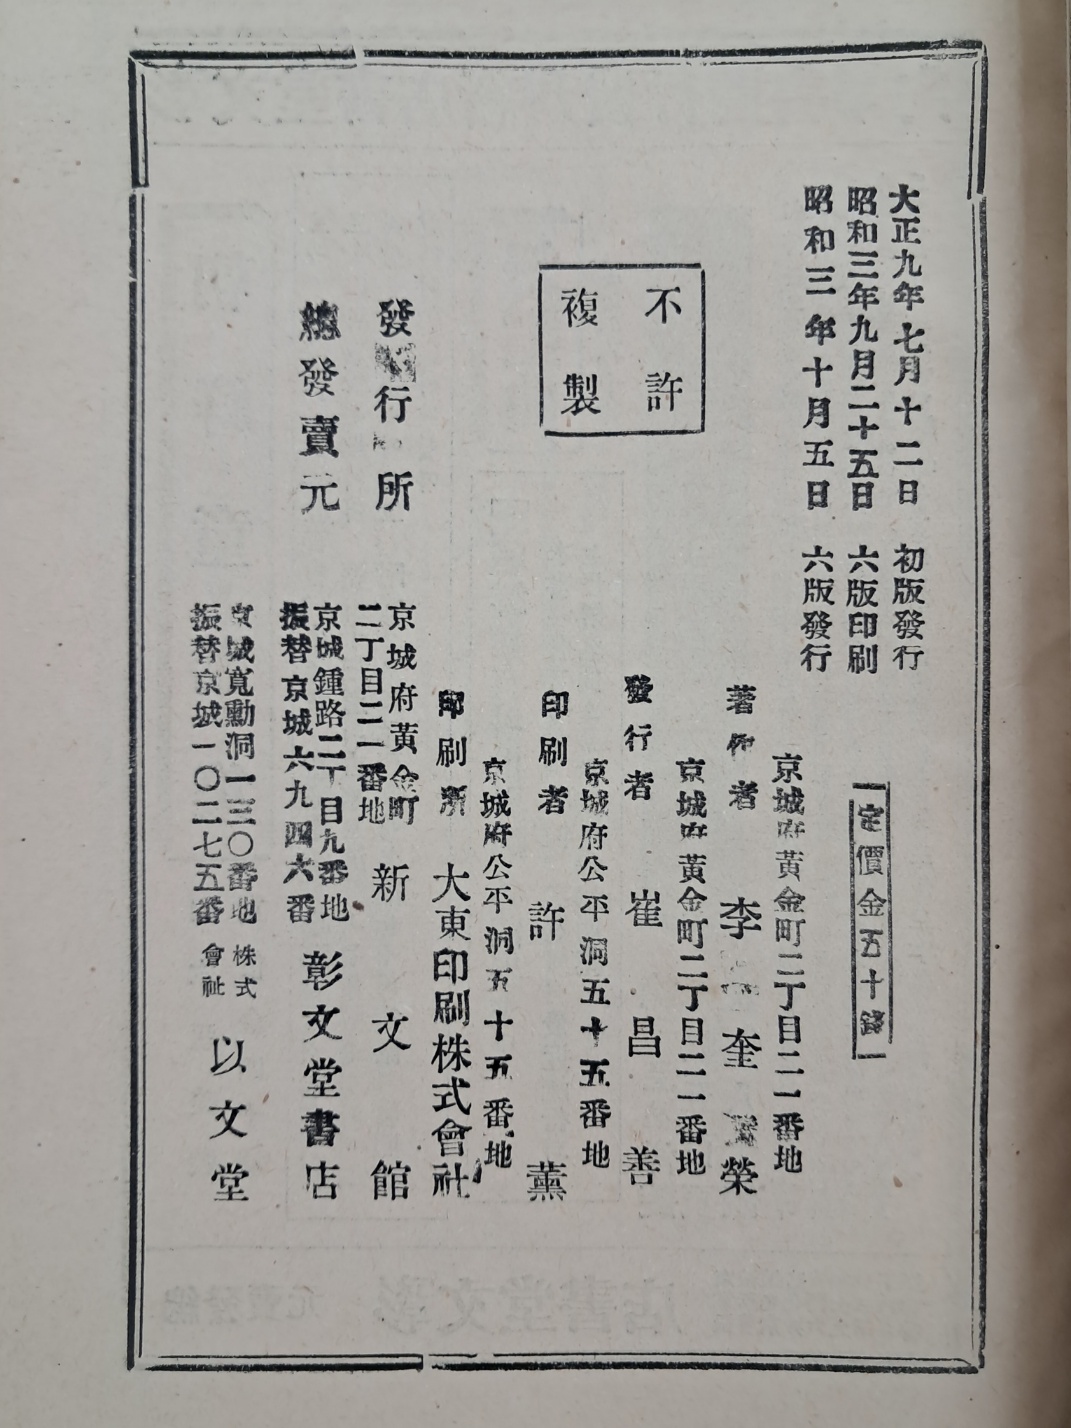 大正九年七月十二日 初版發行
昭和三年九月二十五日 六版印刷
昭和三年十月五日 六版發行
定價金五十錢
不許
複製
京城府黃金町二丁目二一番地
著作者 李奎榮
京城府黃金町二丁目二一番地
發行者 崔昌善
京城府公平洞五十五番地
印刷者 許薰
京城府公平洞五十五番地
印刷所 大東印刷株式會社
發行所 京城府黃金町
二丁目二一番地 新文館
總發賣元
京城鍾路二丁目九番地
振替京城六九四六番 彰文堂書店
京城寬勳洞一三〇番地
振替京城一〇二七五番
株式
會社 以文堂